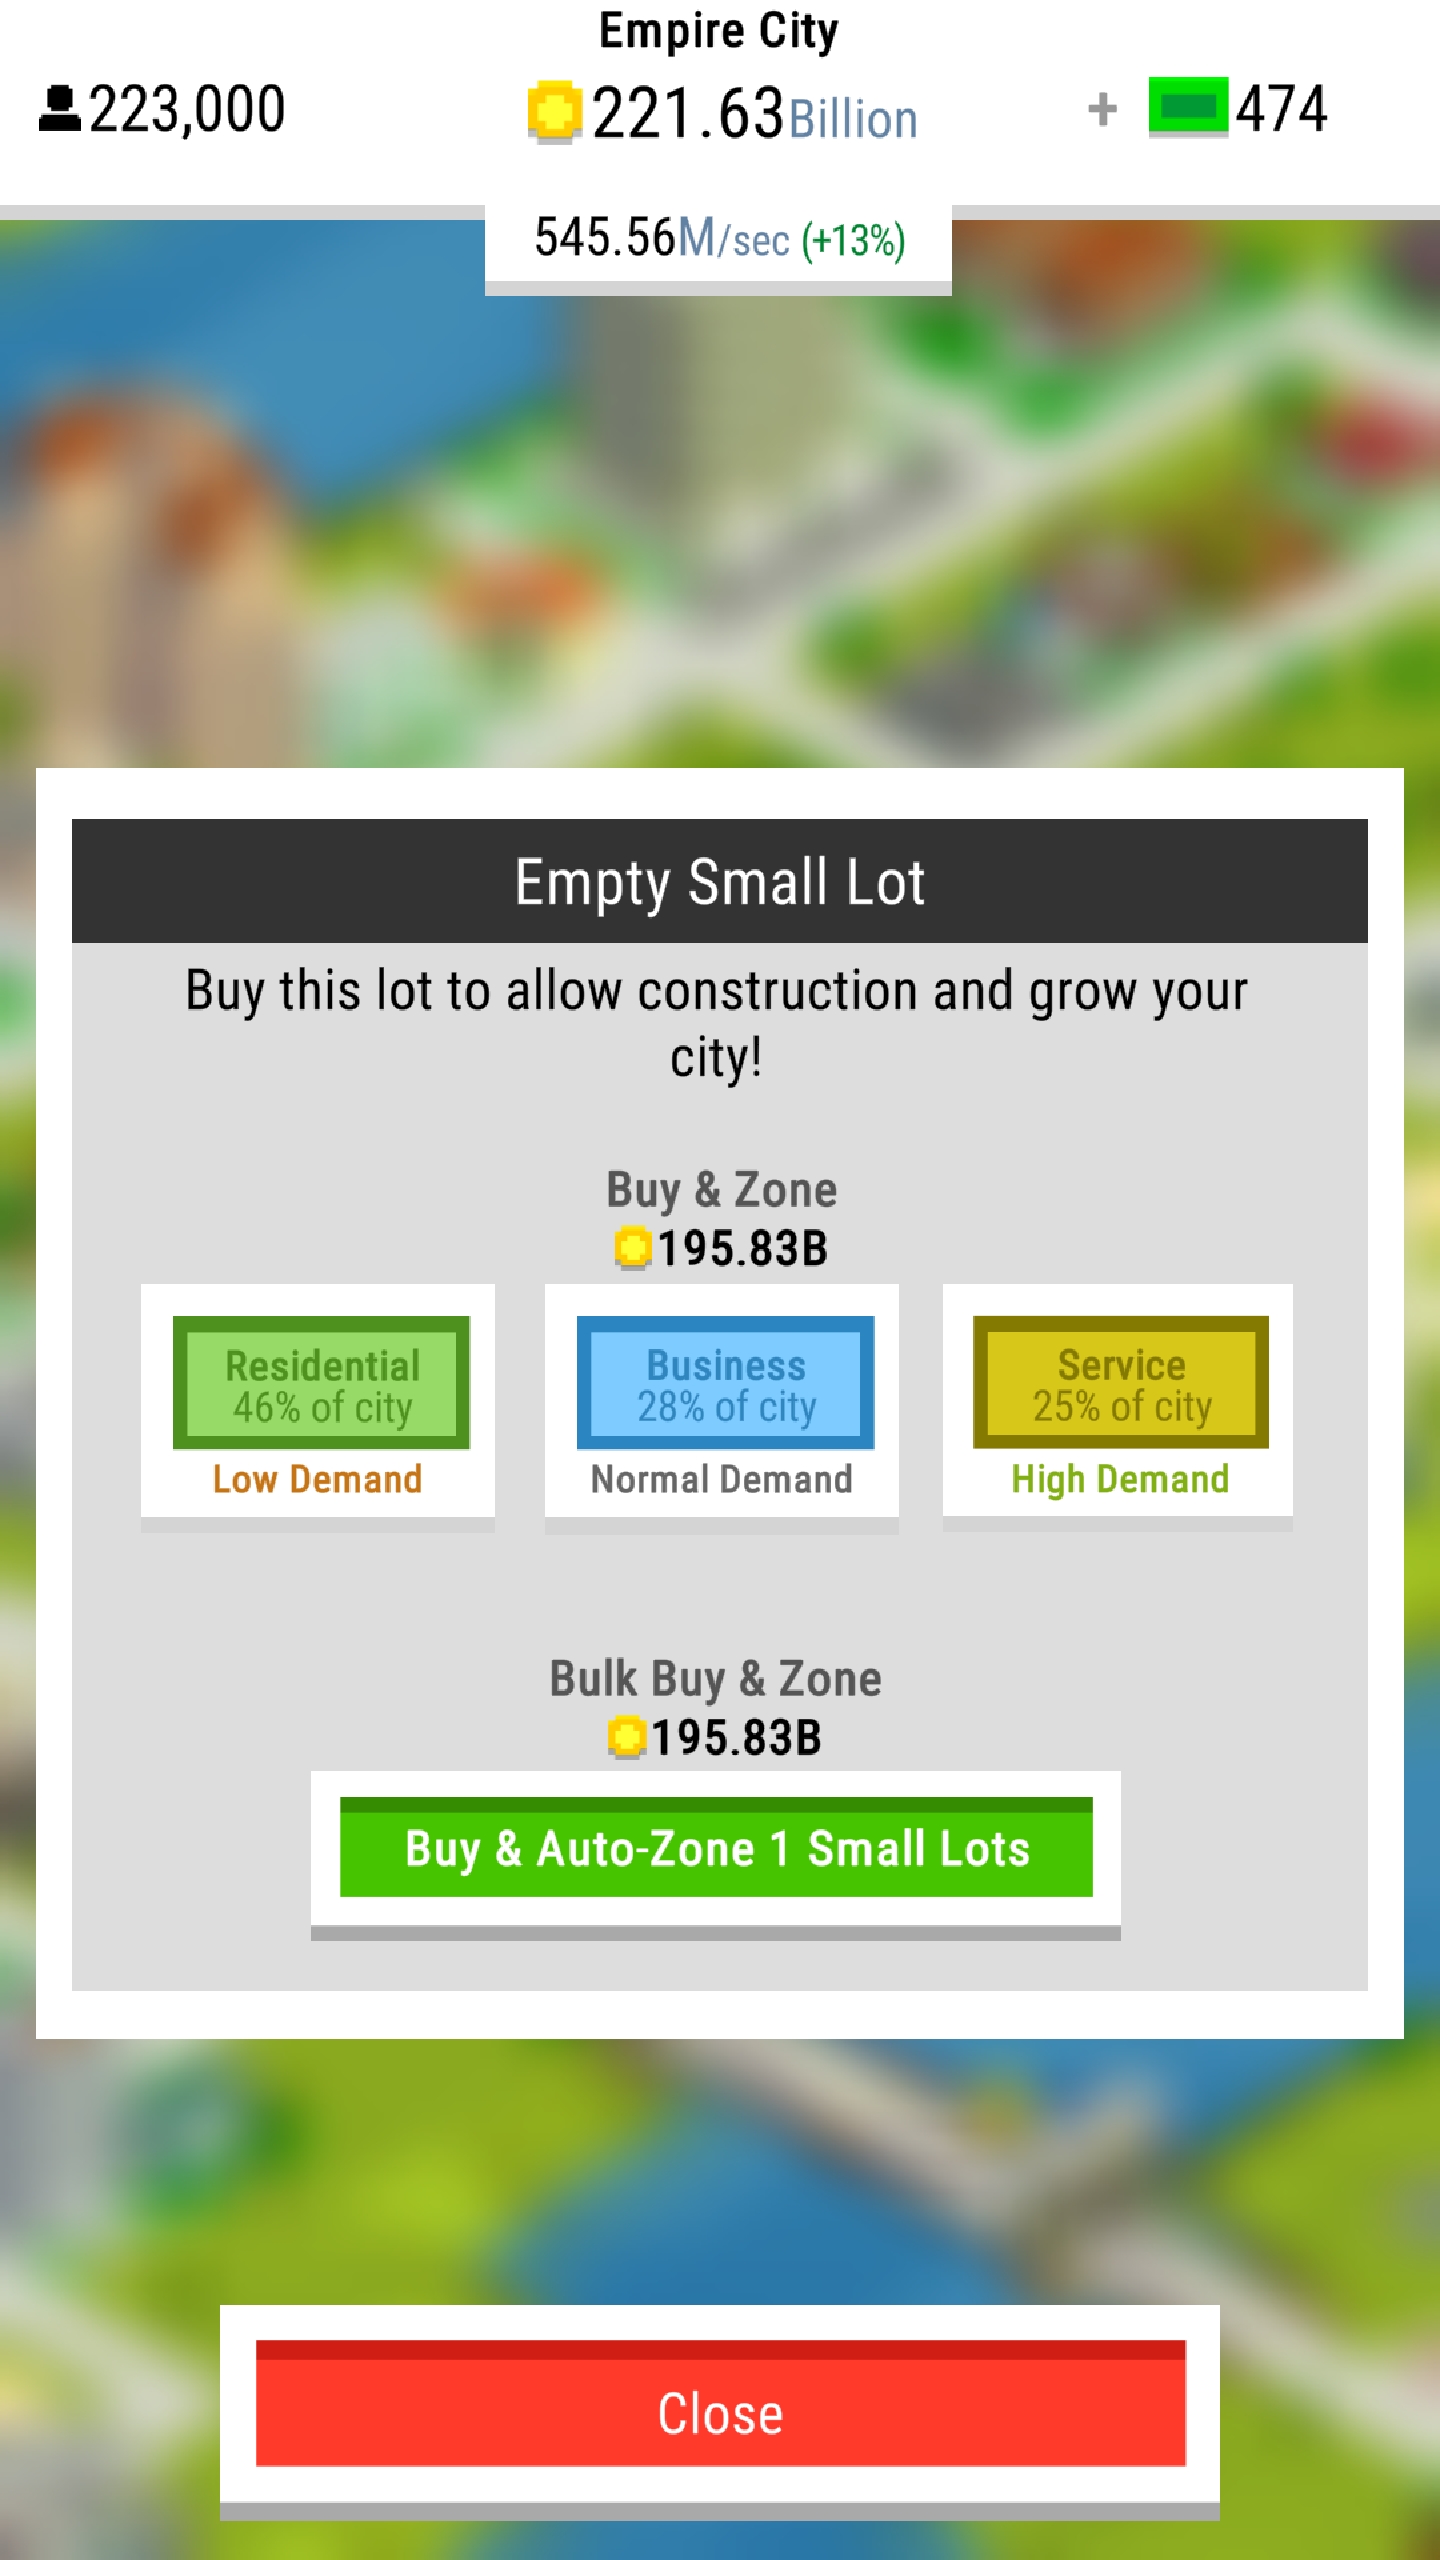 Empire City
223,000
221.63Billion
+ 474
545.56M/sec (+13%)
Empty Small Lot
Buy this lot to allow construction and grow your
city!
Buy & Zone
195.83B
Residential
46% of city
Low Demand
Business
28% of city
Normal Demand
Service
25% of city
High Demand
Bulk Buy & Zone
195.83B
Buy & Auto-Zone 1 Small Lots
Close